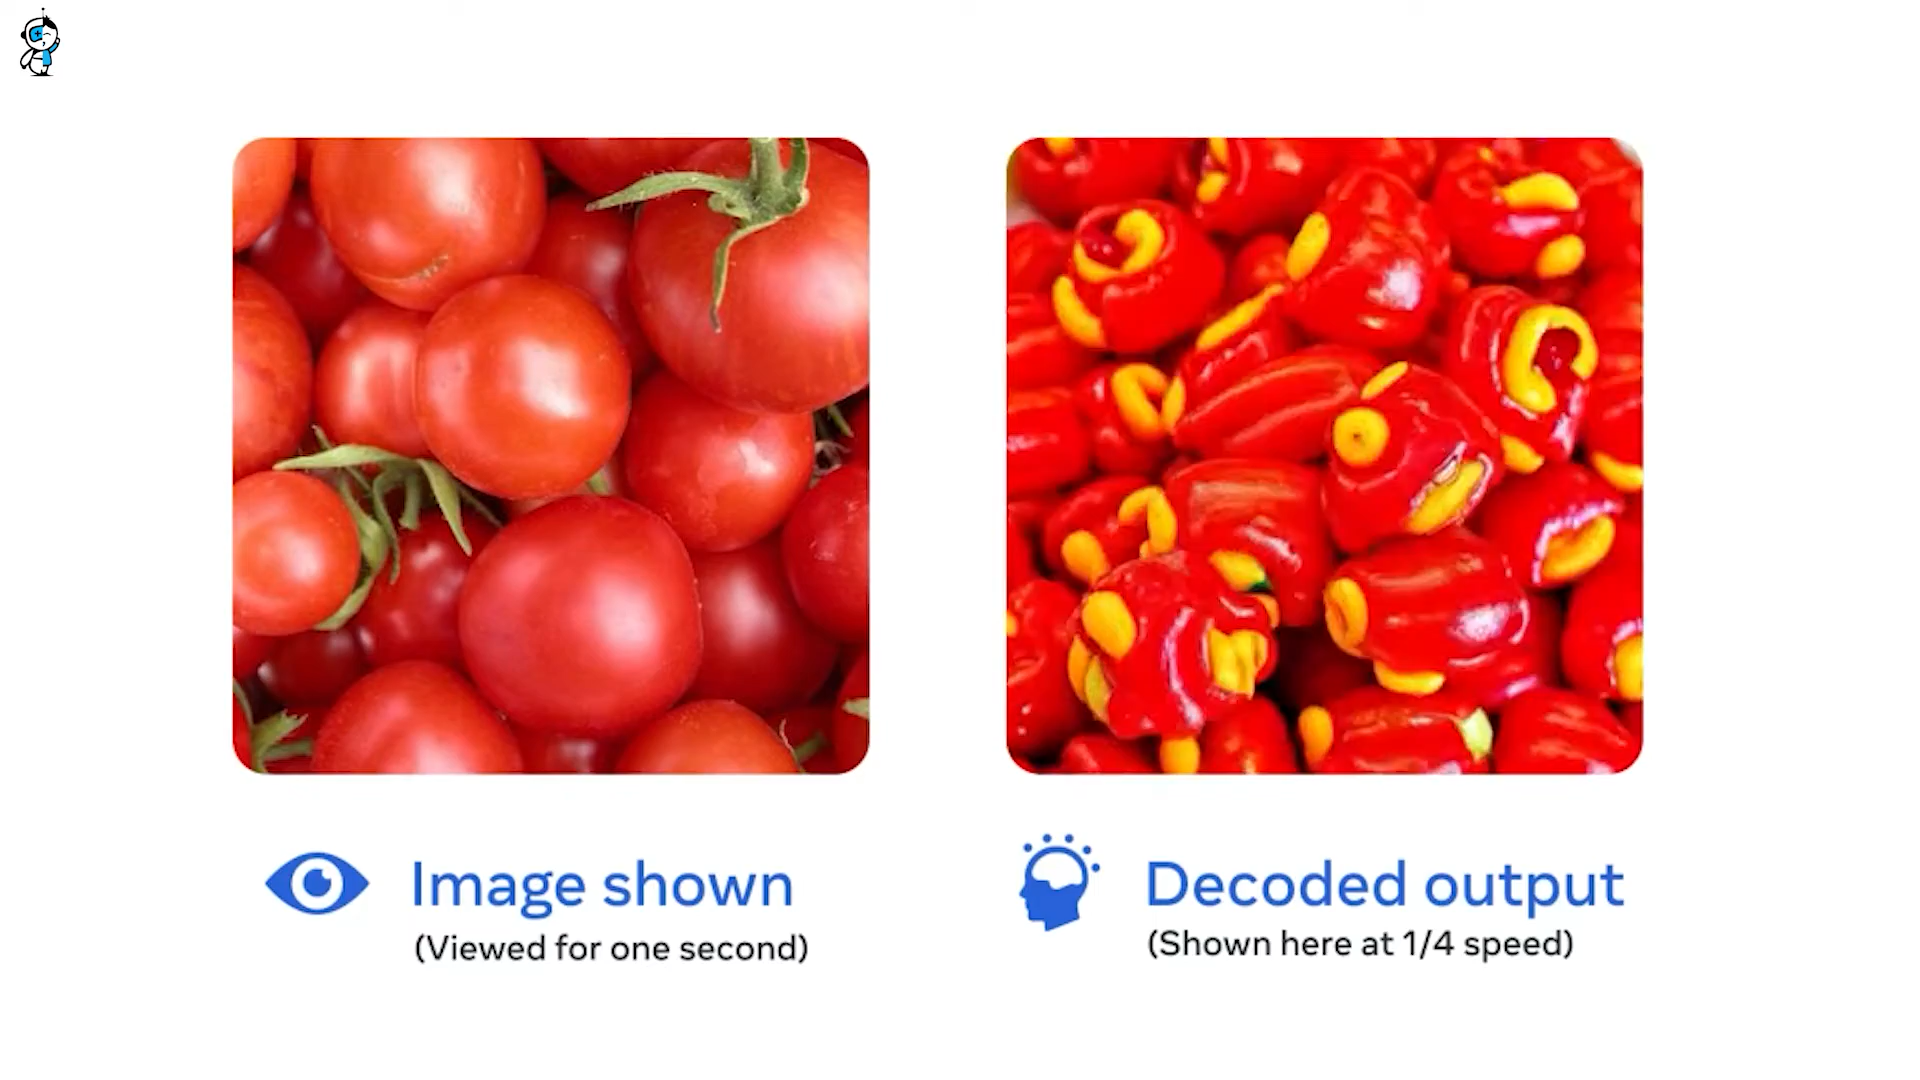 Image shown
(Viewed for one second)
Decoded output
(Shown here at 1/4 speed)